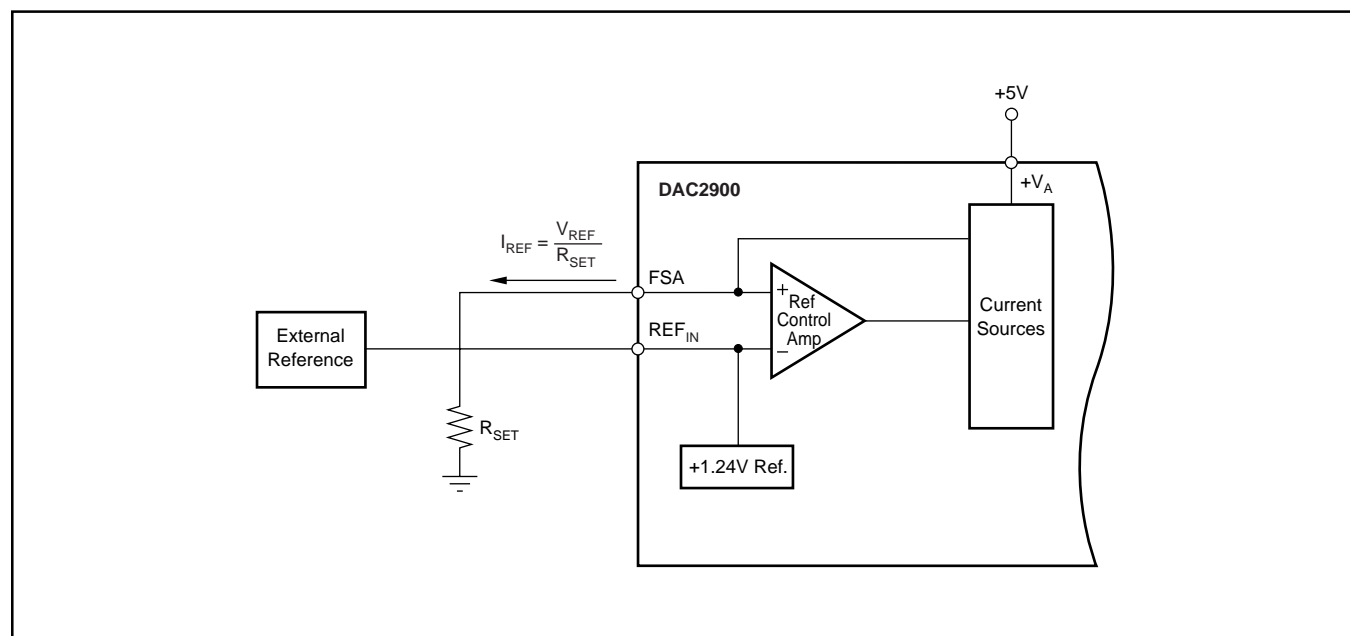 +5V
+V_A
DAC2900
I_REF = V_REF / R_SET
FSA
+
Ref
Control
Amp
–
Current
Sources
REF_IN
External
Reference
R_SET
+1.24V Ref.